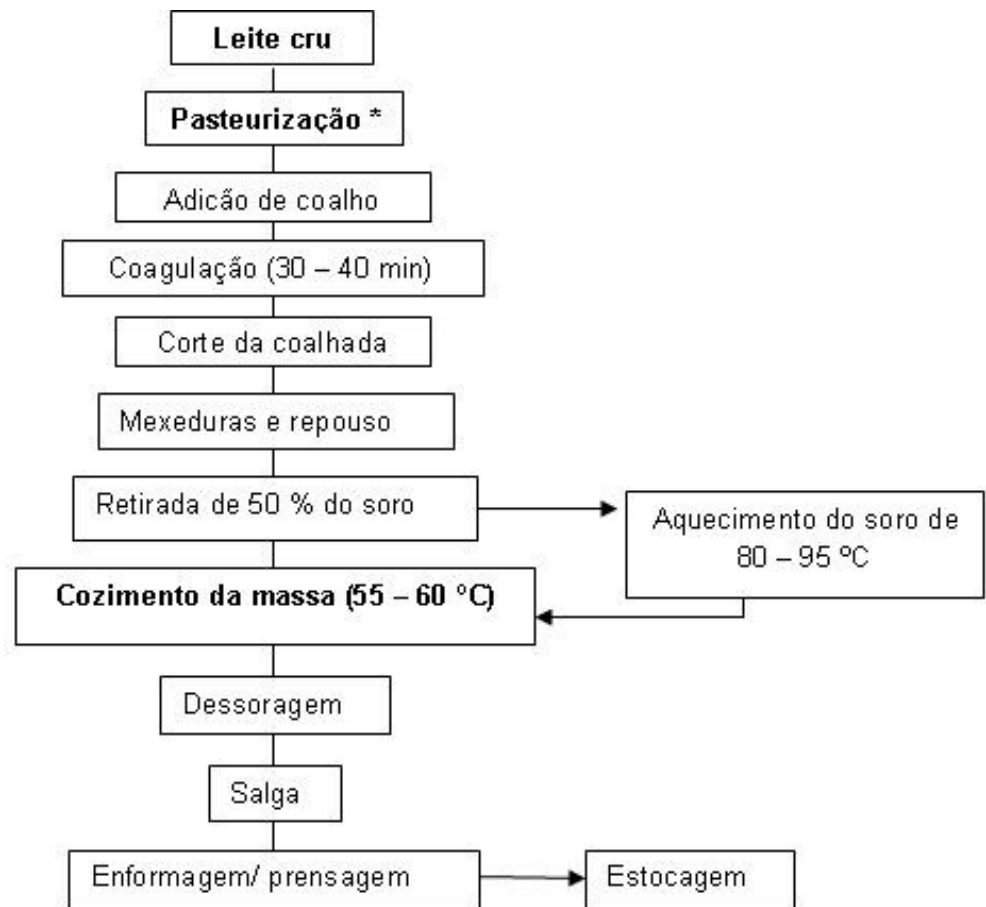 Leite cru
Pasteurização *
Adicão de coalho
Coagulação (30 – 40 min)
Corte da coalhada
Mexeduras e repouso
Retirada de 50 % do soro
Aquecimento do soro de
80 – 95 ºC
Cozimento da massa (55 – 60 ºC)
Dessoragem
Salga
Enformagem/ prensagem
Estocagem